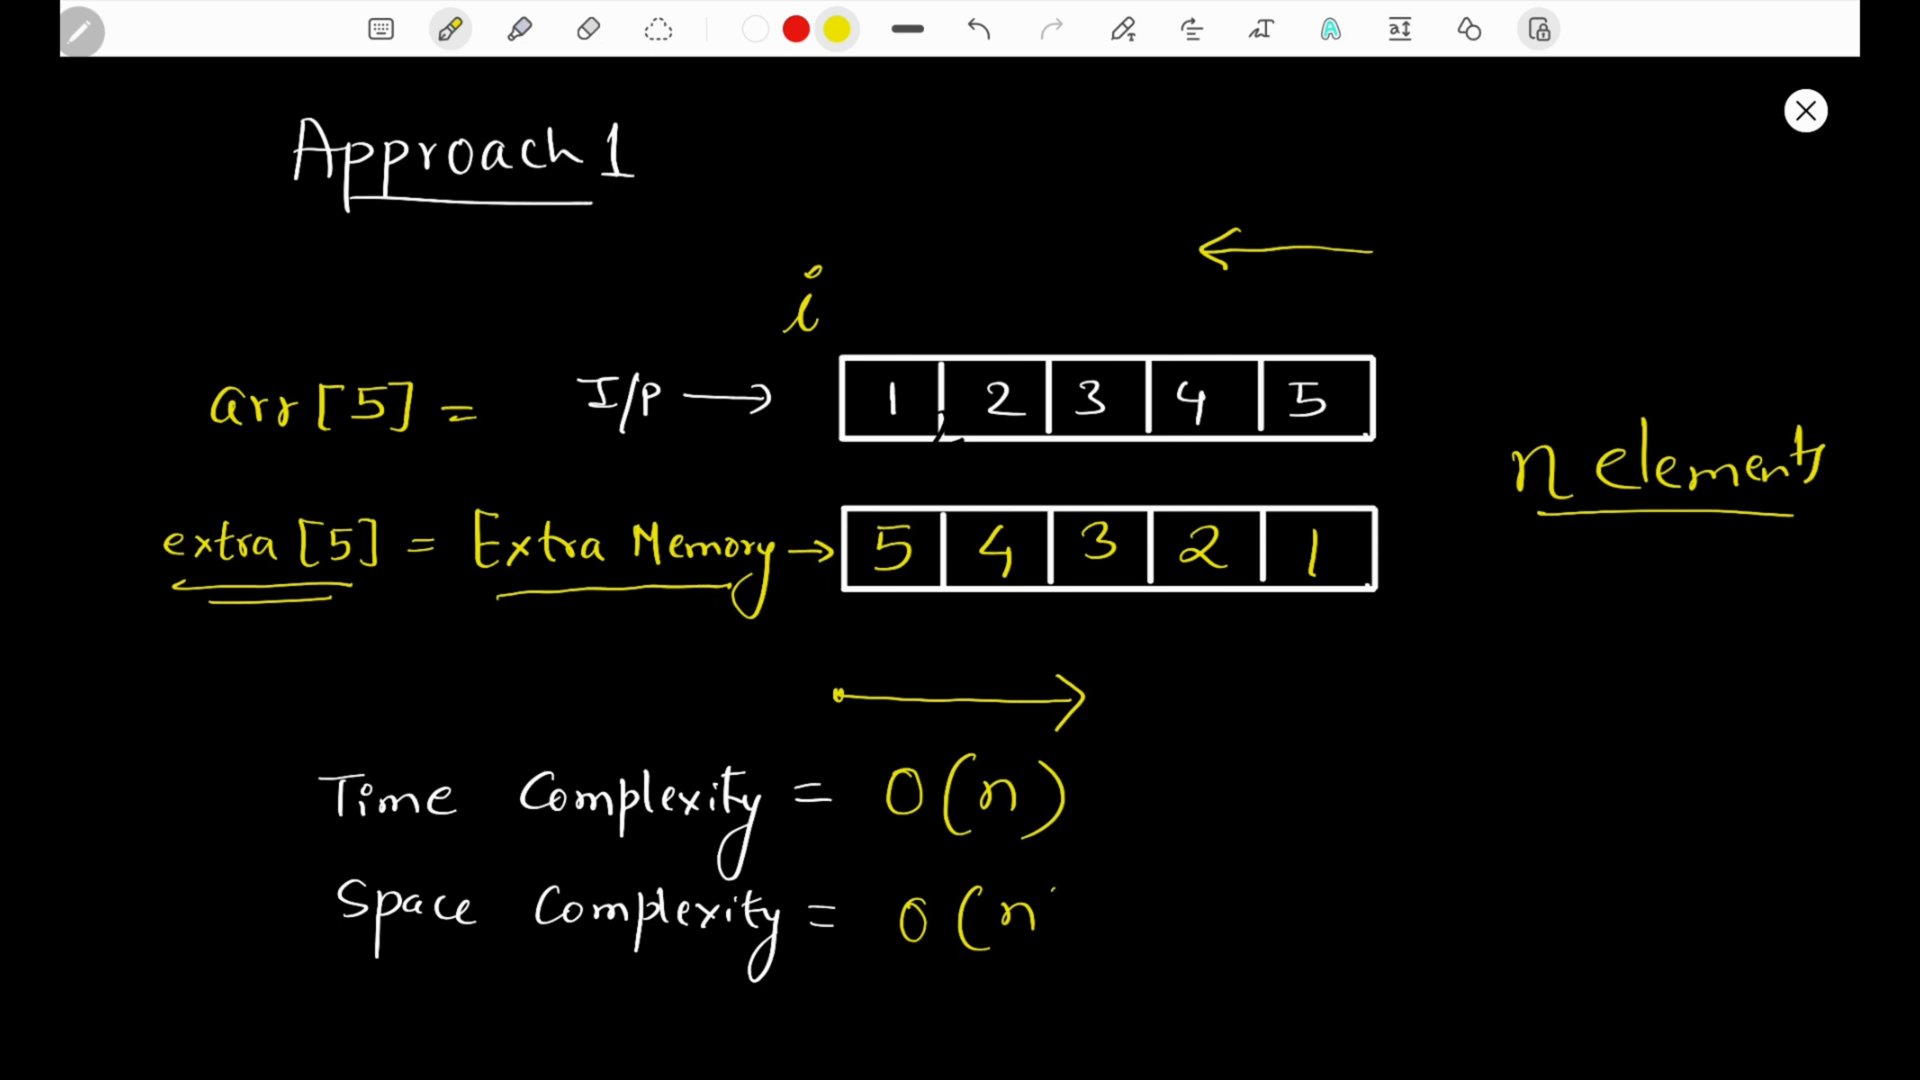 Approach 1
i
arr[5] = I/P → 1 2 3 4 5
n elements
extra[5] = Extra Memory → 5 4 3 2 1
Time Complexity = O(n)
Space Complexity = O(n